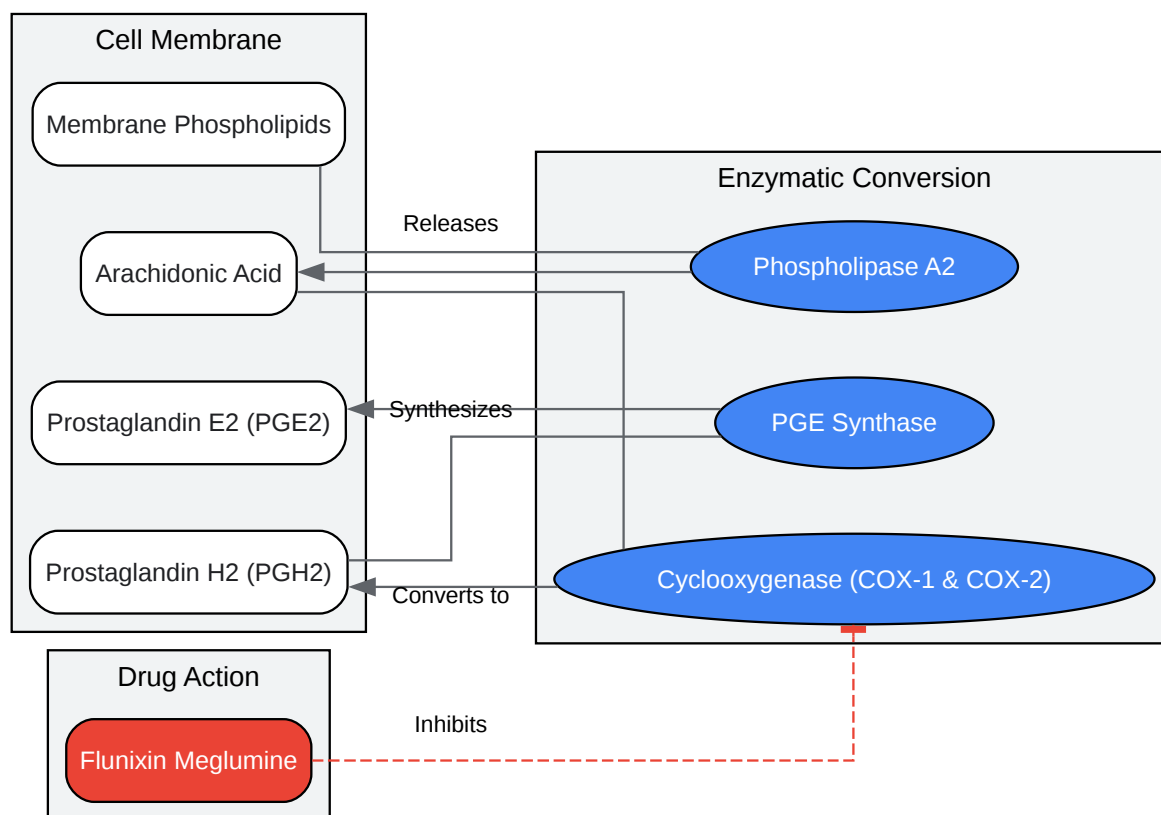 Cell Membrane
Membrane Phospholipids
Enzymatic Conversion
Releases
Phospholipase A2
Arachidonic Acid
Prostaglandin E2 (PGE2)
Synthesizes
PGE Synthase
Prostaglandin H2 (PGH2)
Converts to
Cyclooxygenase (COX-1 & COX-2)
Drug Action
Inhibits
Flunixin Meglumine